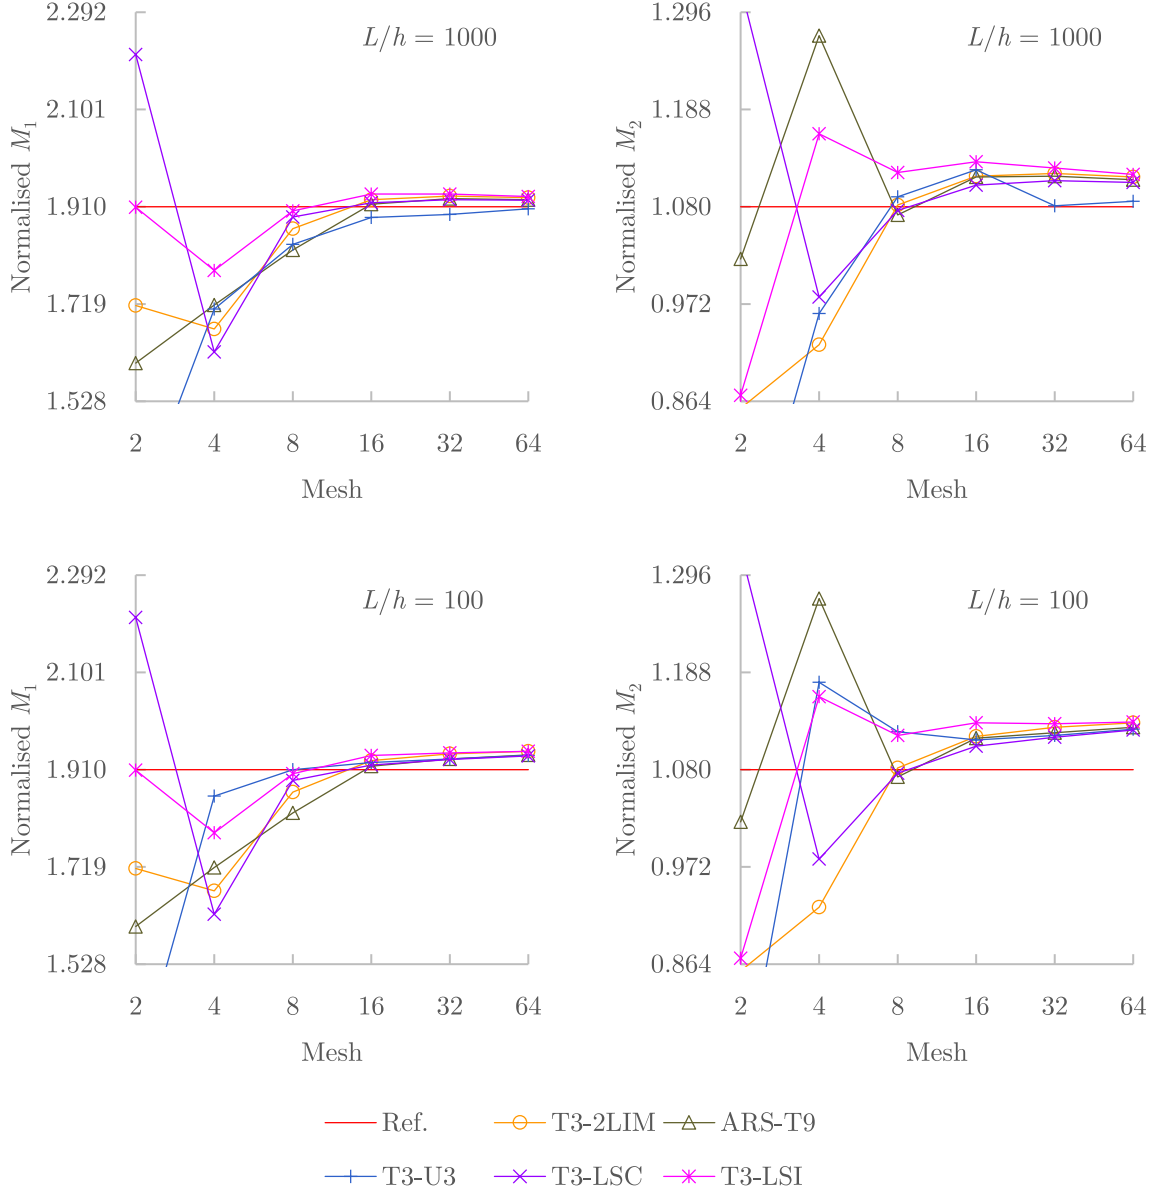 L/h = 1000
Normalised M₁
2.292
2.101
1.910
1.719
1.528
2 4 8 16 32 64
Mesh
L/h = 1000
Normalised M₂
1.296
1.188
1.080
0.972
0.864
2 4 8 16 32 64
Mesh
L/h = 100
Normalised M₁
2.292
2.101
1.910
1.719
1.528
2 4 8 16 32 64
Mesh
L/h = 100
Normalised M₂
1.296
1.188
1.080
0.972
0.864
2 4 8 16 32 64
Mesh
Ref. T3-2LIM ARS-T9
T3-U3 T3-LSC T3-LSI